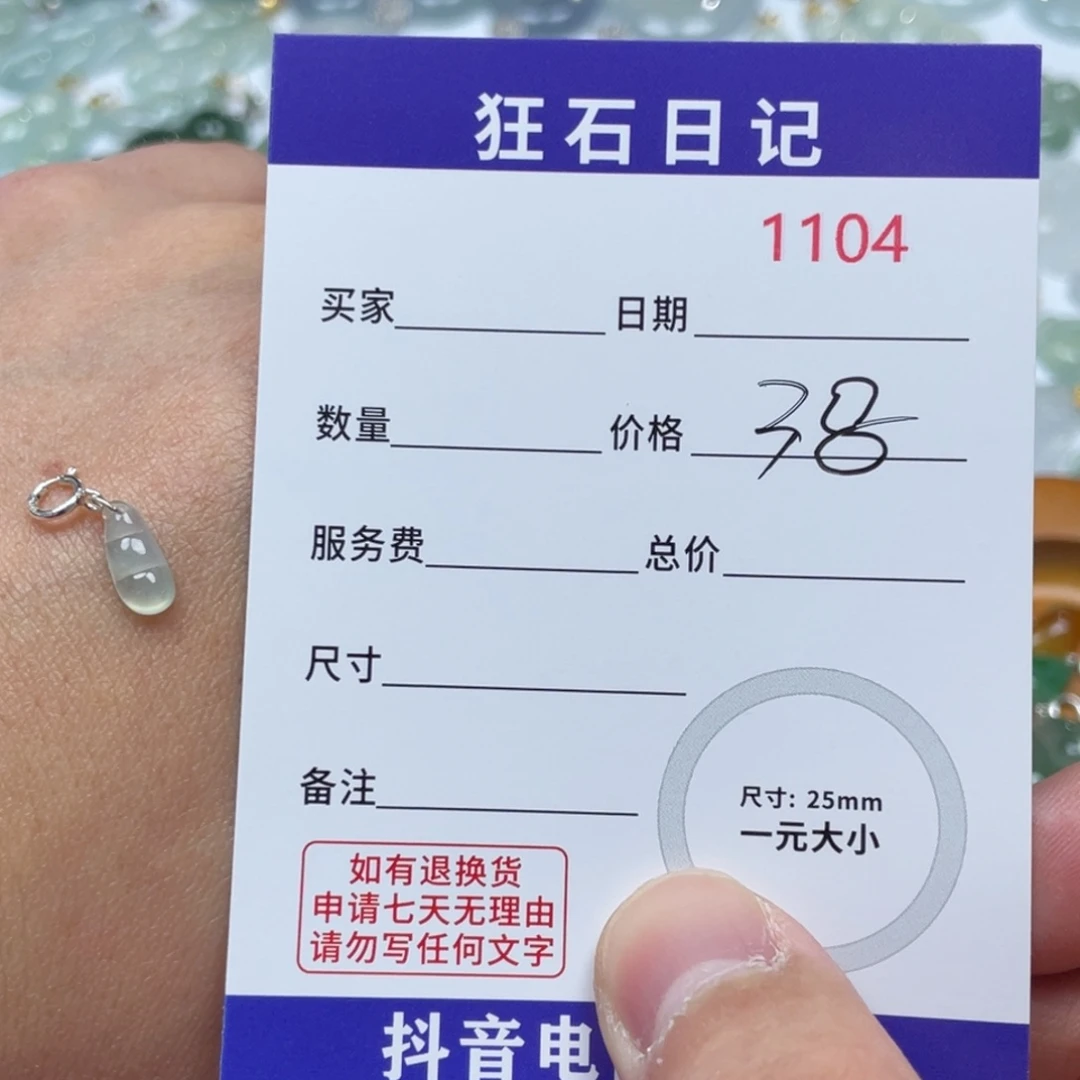 狂石日记
1104
买家 日期
数量 价格 38
服务费 总价
尺寸
备注
尺寸: 25mm
一元大小
如有退换货
申请七天无理由
请勿写任何文字
抖音电